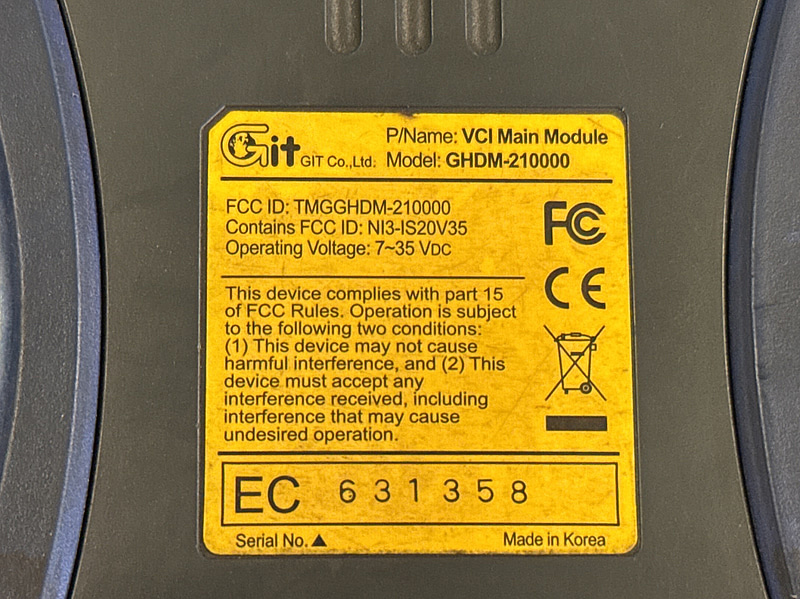 Git GIT Co.,Ltd.
P/Name: VCI Main Module
Model: GHDM-210000
FCC ID: TMGGHDM-210000
Contains FCC ID: NI3-IS20V35
Operating Voltage: 7~35 VDC
FC
CE
This device complies with part 15
of FCC Rules. Operation is subject
to the following two conditions:
(1) This device may not cause
harmful interference, and (2) This
device must accept any
interference received, including
interference that may cause
undesired operation.
EC 631358
Serial No.▲
Made in Korea